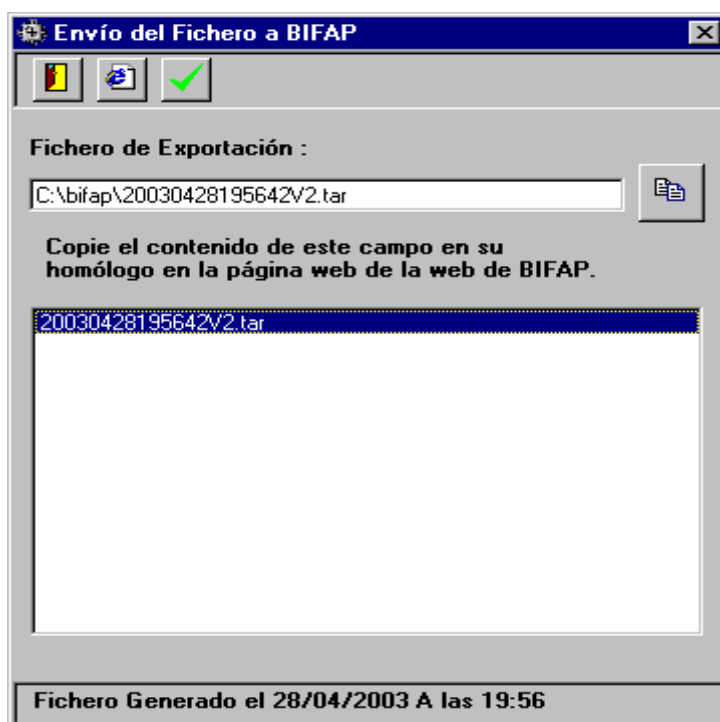 Envío del Fichero a BIFAP
Fichero de Exportación :
C:\bifap\20030428195642V2.tar
Copie el contenido de este campo en su
homólogo en la página web de la web de BIFAP.
20030428195642V2.tar
Fichero Generado el 28/04/2003 A las 19:56